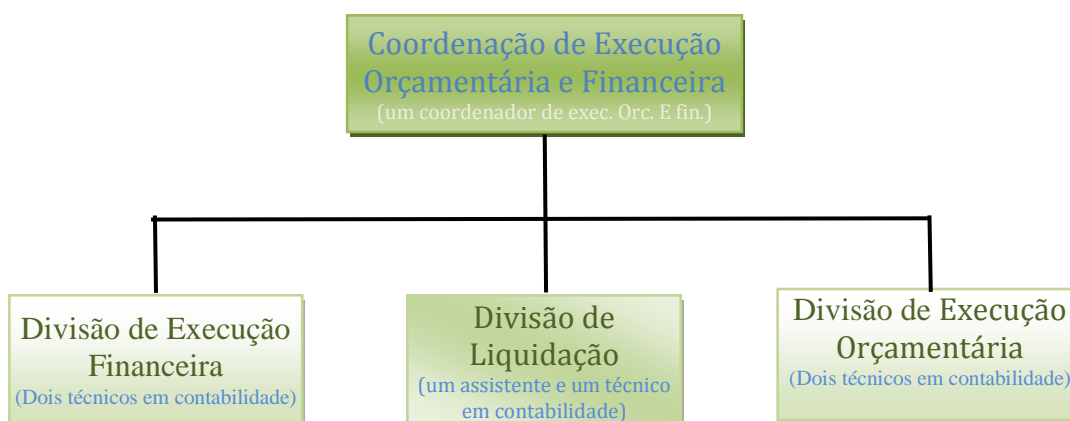 Coordenação de Execução
Orçamentária e Financeira
(um coordenador de exec. Orc. E fin.)
Divisão de Execução
Financeira
(Dois técnicos em contabilidade)
Divisão de
Liquidação
(um assistente e um técnico
em contabilidade)
Divisão de Execução
Orçamentária
(Dois técnicos em contabilidade)